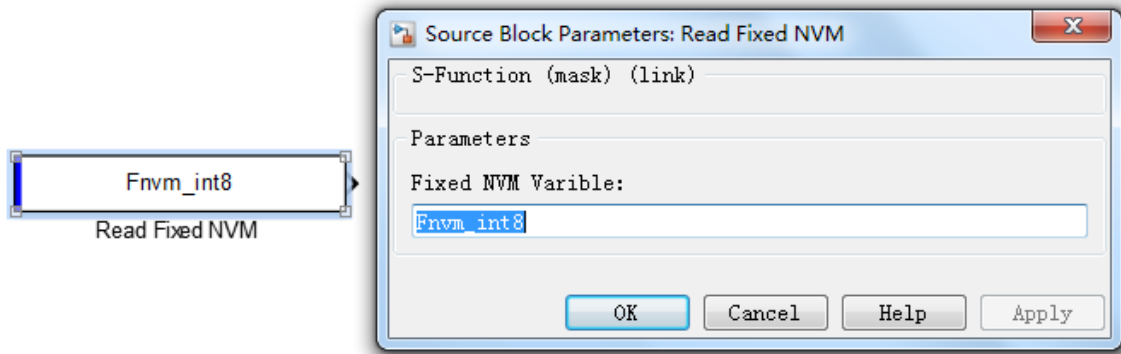 Fnvm_int8
Read Fixed NVM
Source Block Parameters: Read Fixed NVM
S-Function (mask) (link)
Parameters
Fixed NVM Varible:
Fnvm_int8
OK Cancel Help Apply